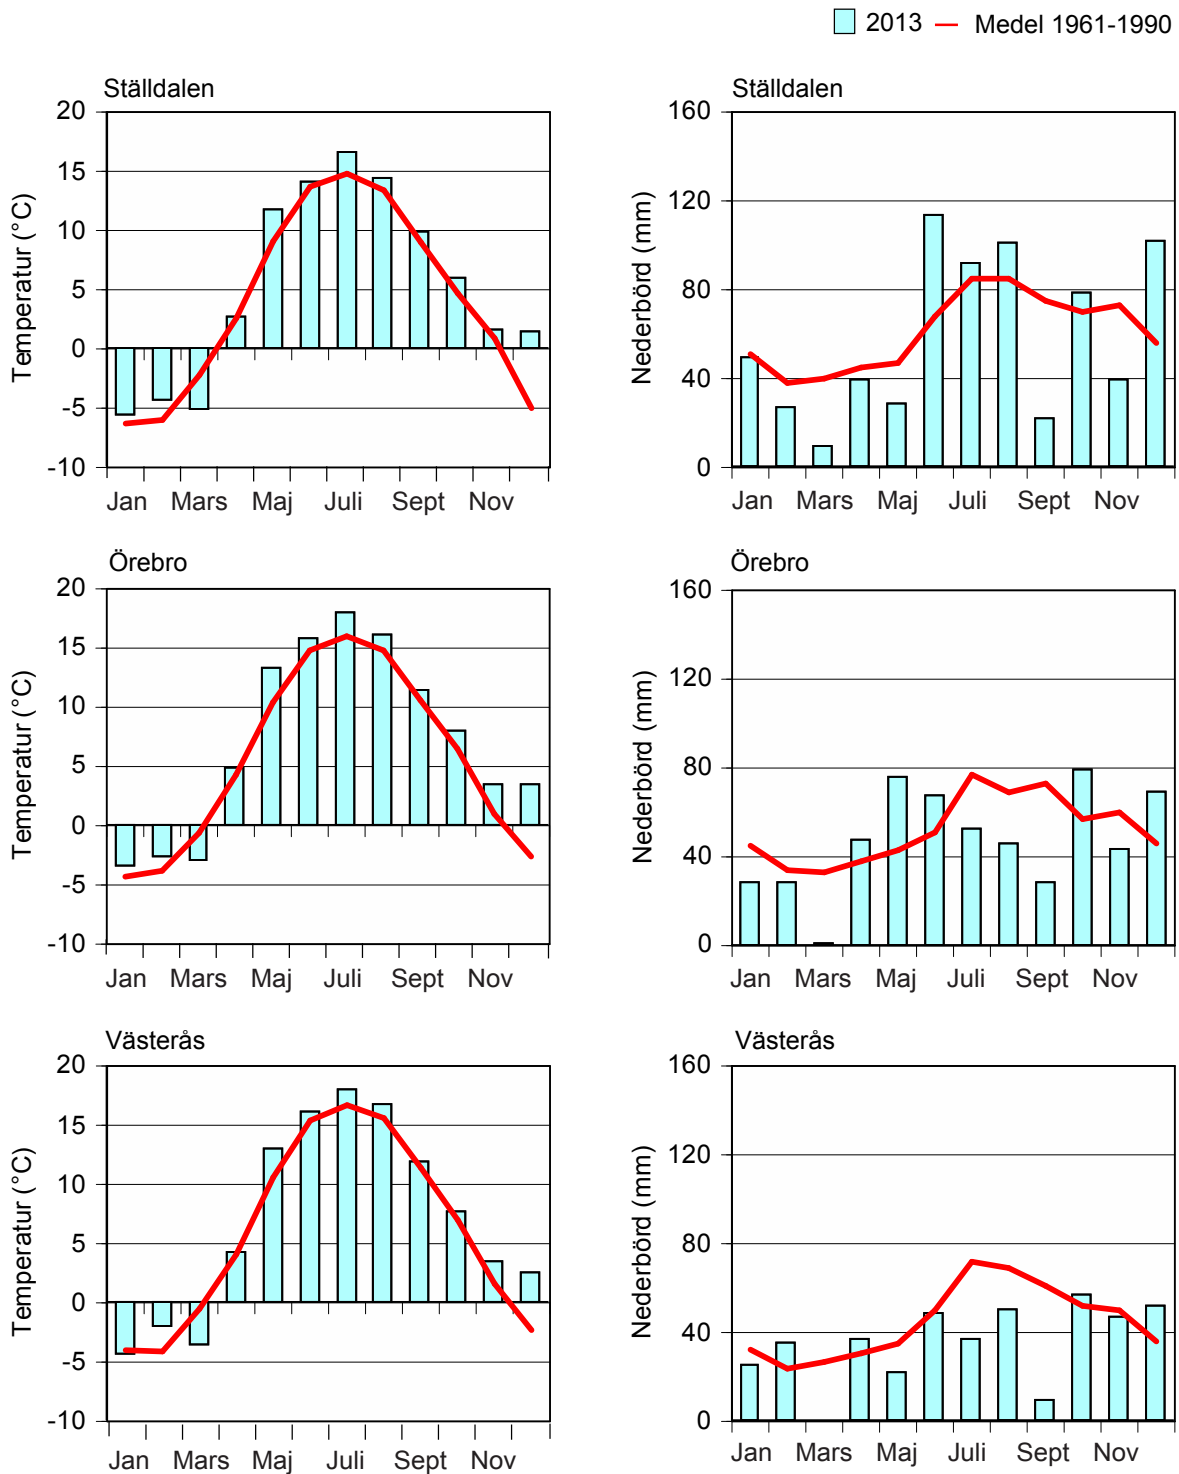 2013 Medel 1961-1990
Ställdalen
20
15
10
5
0
-5
-10
Temperatur (°C)
Jan Mars Maj Juli Sept Nov
Ställdalen
160
120
80
40
0
Nederbörd (mm)
Jan Mars Maj Juli Sept Nov
Örebro
20
15
10
5
0
-5
-10
Temperatur (°C)
Jan Mars Maj Juli Sept Nov
Örebro
160
120
80
40
0
Nederbörd (mm)
Jan Mars Maj Juli Sept Nov
Västerås
20
15
10
5
0
-5
-10
Temperatur (°C)
Jan Mars Maj Juli Sept Nov
Västerås
160
120
80
40
0
Nederbörd (mm)
Jan Mars Maj Juli Sept Nov